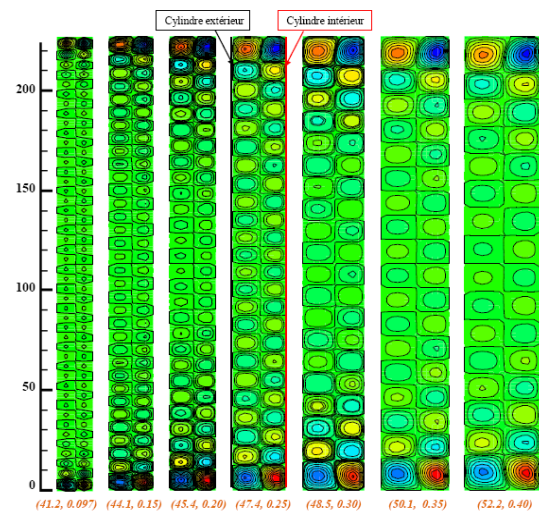 Cylindre extérieur
Cylindre intérieur
200
150
100
50
0
(41.2, 0.097) (44.1, 0.15) (45.4, 0.20) (47.4, 0.25) (48.5, 0.30) (50.1, 0.35) (52.2, 0.40)